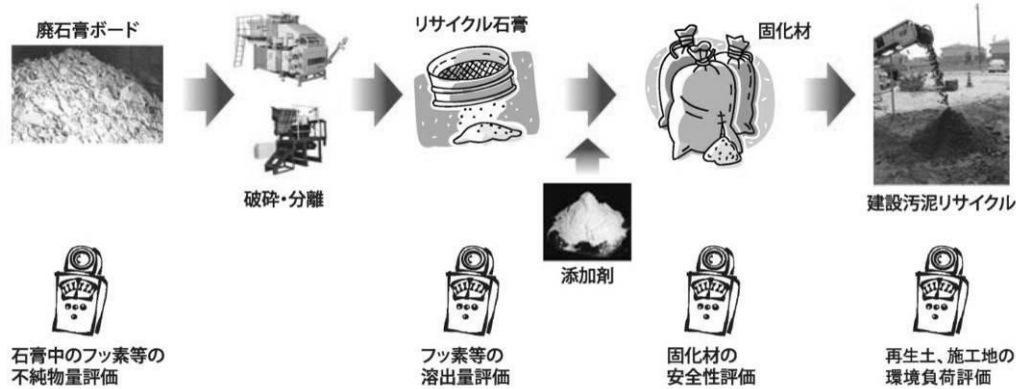 廃石膏ボード
破砕・分離
リサイクル石膏
添加剤
固化材
建設汚泥リサイクル
石膏中のフッ素等の
不純物量評価
フッ素等の
溶出量評価
固化材の
安全性評価
再生土、施工地の
環境負荷評価